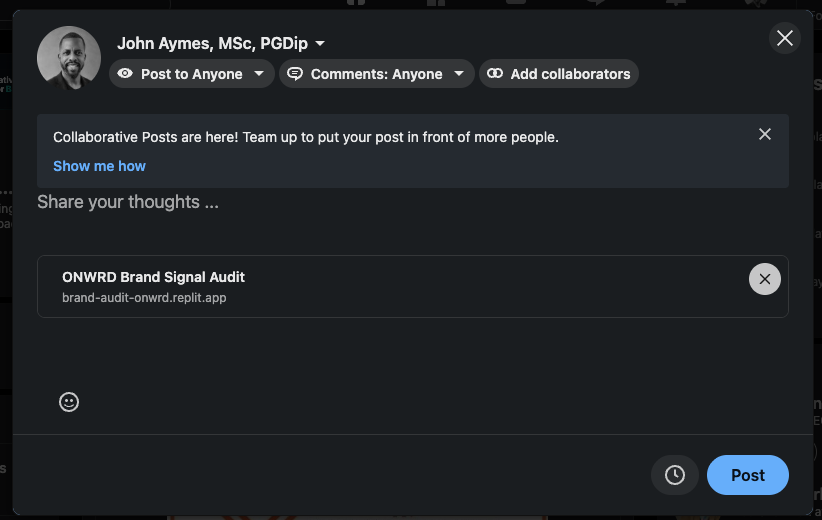 John Aymes, MSc, PGDip
Post to Anyone
Comments: Anyone
Add collaborators
Collaborative Posts are here! Team up to put your post in front of more people.
Show me how
Share your thoughts ...
ONWRD Brand Signal Audit
brand-audit-onwrd.replit.app
Post